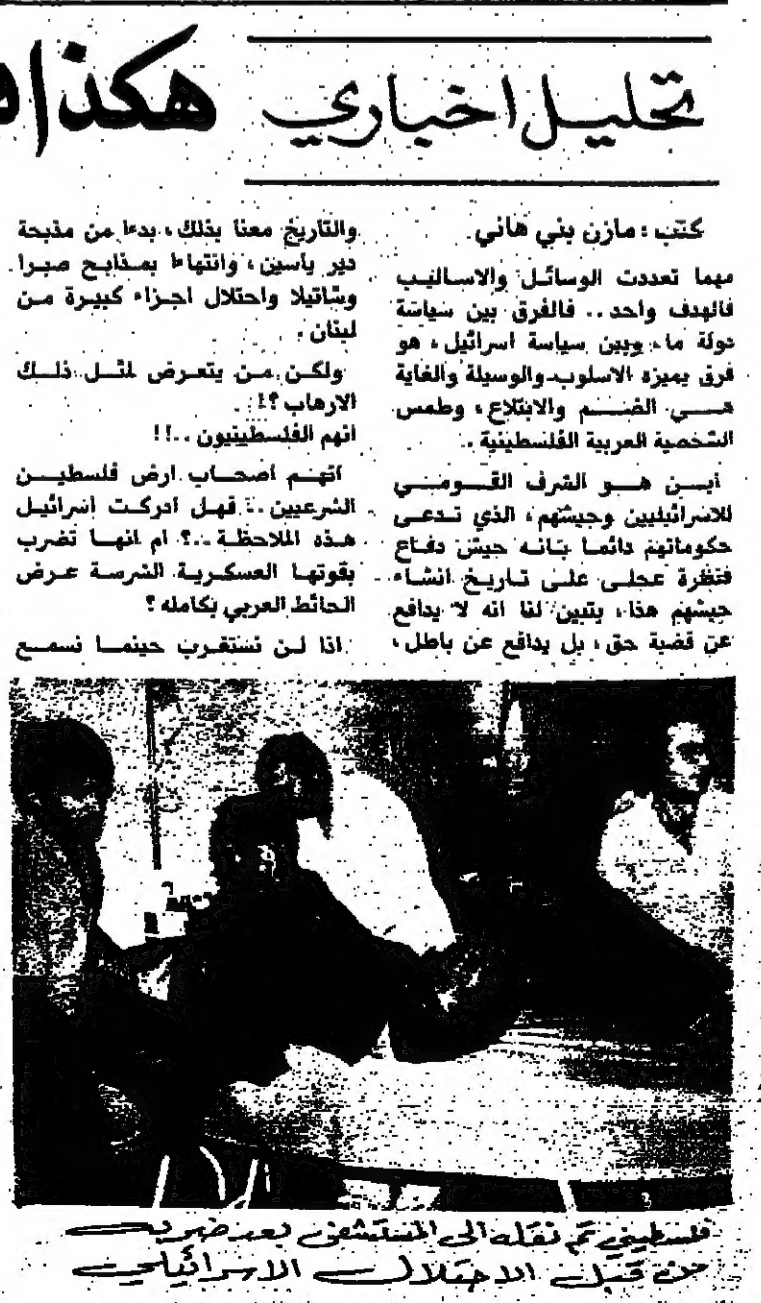 تحليل اخباري هكذا
كتب : مازن بني هاني
مهما تعددت الوسائل والاساليب
فالهدف واحد .. فالفرق بين سياسة
دولة ما ، وبين سياسة اسرائيل ، هو
فرق يميزه الاسلوب والوسيلة والغاية
هي الضم والابتلاع ، وطمس
الشخصية العربية الفلسطينية ..
أين هو الشرف القومي
للاسرائيليين وجيشهم ، الذي تدعى
حكوماتهم دائما بانه جيش دفاع
فنظرة عجلى على تاريخ انشاء
جيشهم هذا ، يتبين لنا انه لا يدافع
عن قضية حق ، بل يدافع عن باطل ،
والتاريخ معنا بذلك ، بدءا من مذبحة
دير ياسين ، وانتهاءا بمذابح صبرا
وشاتيلا واحتلال اجزاء كبيرة من
لبنان .
ولكن من يتعرض لمثل ذلك
الارهاب ؟!
انهم الفلسطينيون ..!!
انهم اصحاب ارض فلسطين
الشرعيين .. فهل ادركت اسرائيل
هذه الملاحظة ..؟ ام انها تضرب
بقوتها العسكرية الشرسة عرض
الحائط العربي بكامله ؟
اذا لن نستغرب حينما نسمع
فلسطيني تم نقله الى المستشفى بعد ضربه
من قبل الاحتلال الاسرائيلي